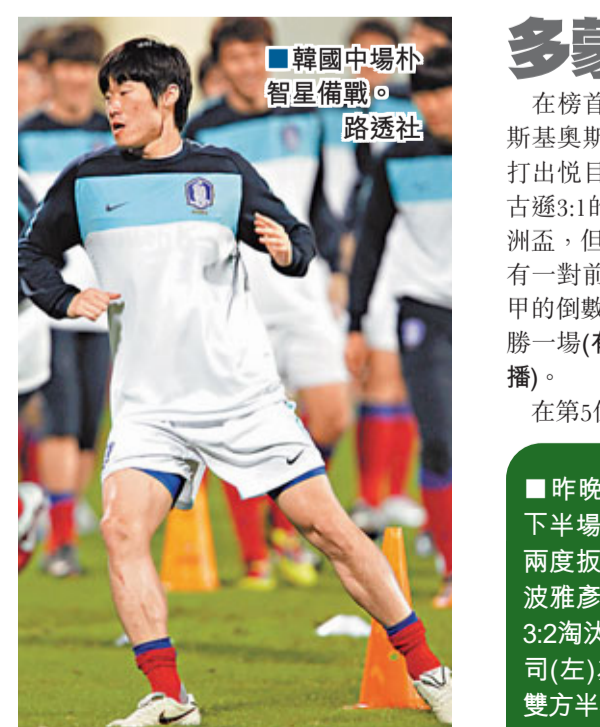 ■韓國中場朴
智星備戰。
路透社
多蒙
在榜首
斯基奧斯
打出悅目
古遜3:1的
洲盃，但
有一對前
甲的倒數
勝一場(有
播)。
在第5
■昨晚
下半場
兩度扳
波雅彥
3:2淘汰
司(左)
雙方半